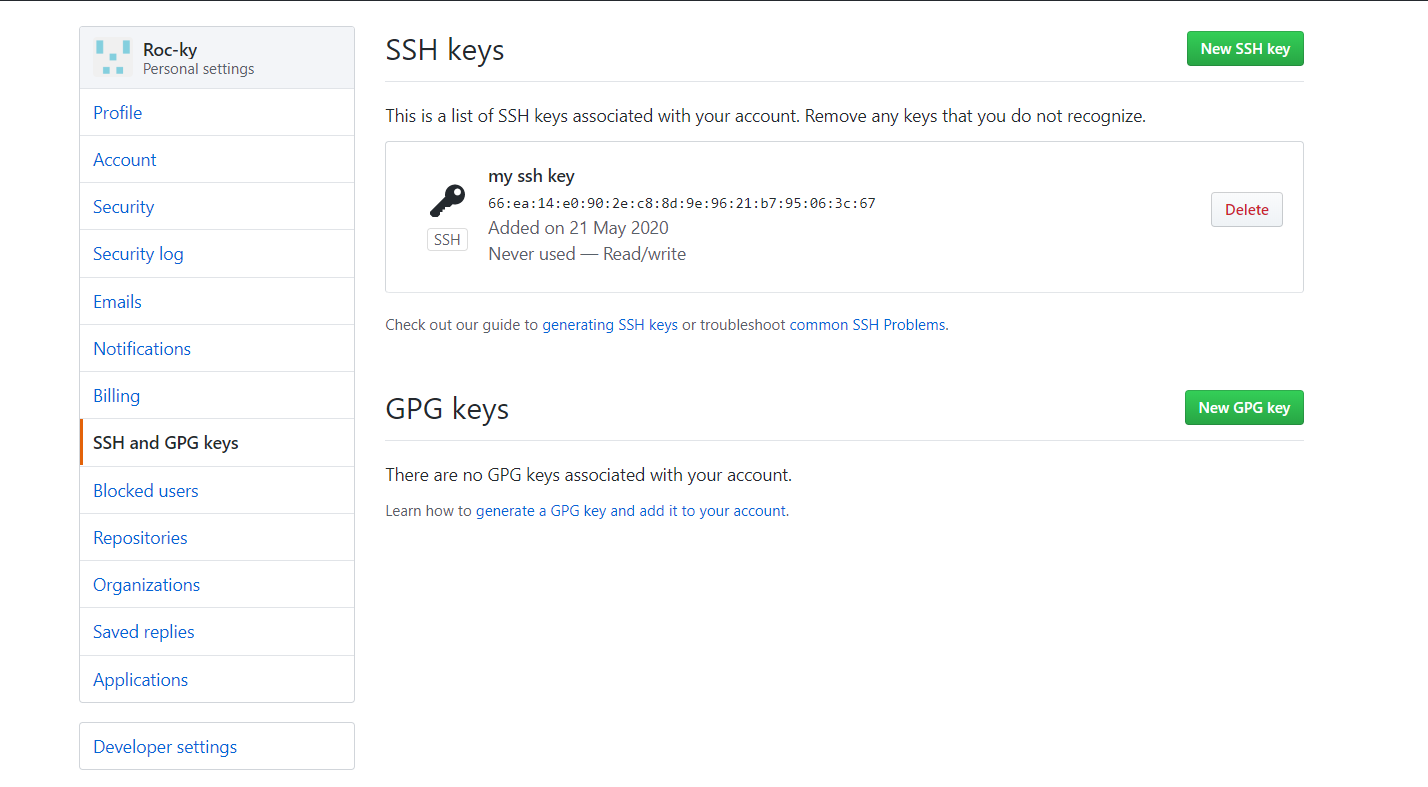 Roc-ky
Personal settings
Profile
Account
Security
Security log
Emails
Notifications
Billing
SSH and GPG keys
Blocked users
Repositories
Organizations
Saved replies
Applications
Developer settings
SSH keys
New SSH key
This is a list of SSH keys associated with your account. Remove any keys that you do not recognize.
my ssh key
66:ea:14:e0:90:2e:c8:8d:9e:96:21:b7:95:06:3c:67
Added on 21 May 2020
Never used — Read/write
SSH
Delete
Check out our guide to generating SSH keys or troubleshoot common SSH Problems.
GPG keys
New GPG key
There are no GPG keys associated with your account.
Learn how to generate a GPG key and add it to your account.